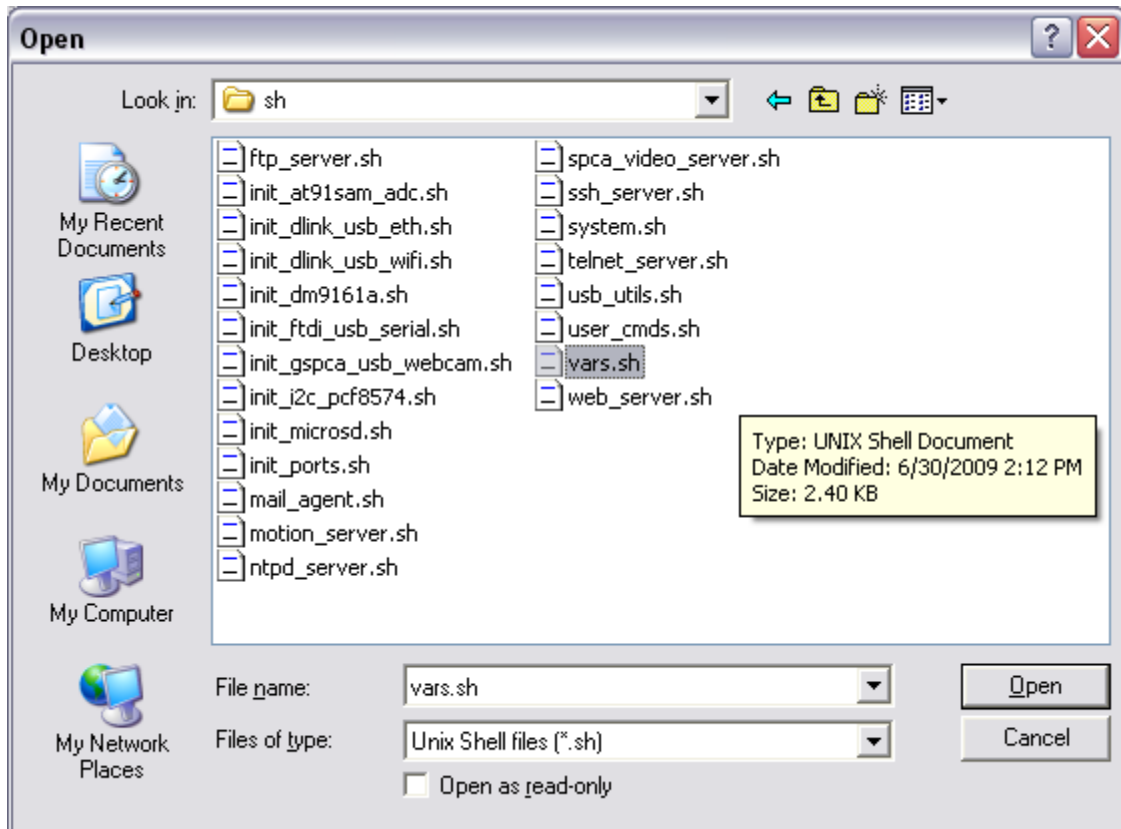 Open
Look in: sh
My Recent
Documents
Desktop
My Documents
My Computer
My Network
Places
ftp_server.sh
init_at91sam_adc.sh
init_dlink_usb_eth.sh
init_dlink_usb_wifi.sh
init_dm9161a.sh
init_ftdi_usb_serial.sh
init_gspca_usb_webcam.sh
init_i2c_pcf8574.sh
init_microsd.sh
init_ports.sh
mail_agent.sh
motion_server.sh
ntpd_server.sh
spca_video_server.sh
ssh_server.sh
system.sh
telnet_server.sh
usb_utils.sh
user_cmds.sh
vars.sh
web_server.sh
Type: UNIX Shell Document
Date Modified: 6/30/2009 2:12 PM
Size: 2.40 KB
File name: vars.sh Open
Files of type: Unix Shell files (*.sh) Cancel
Open as read-only